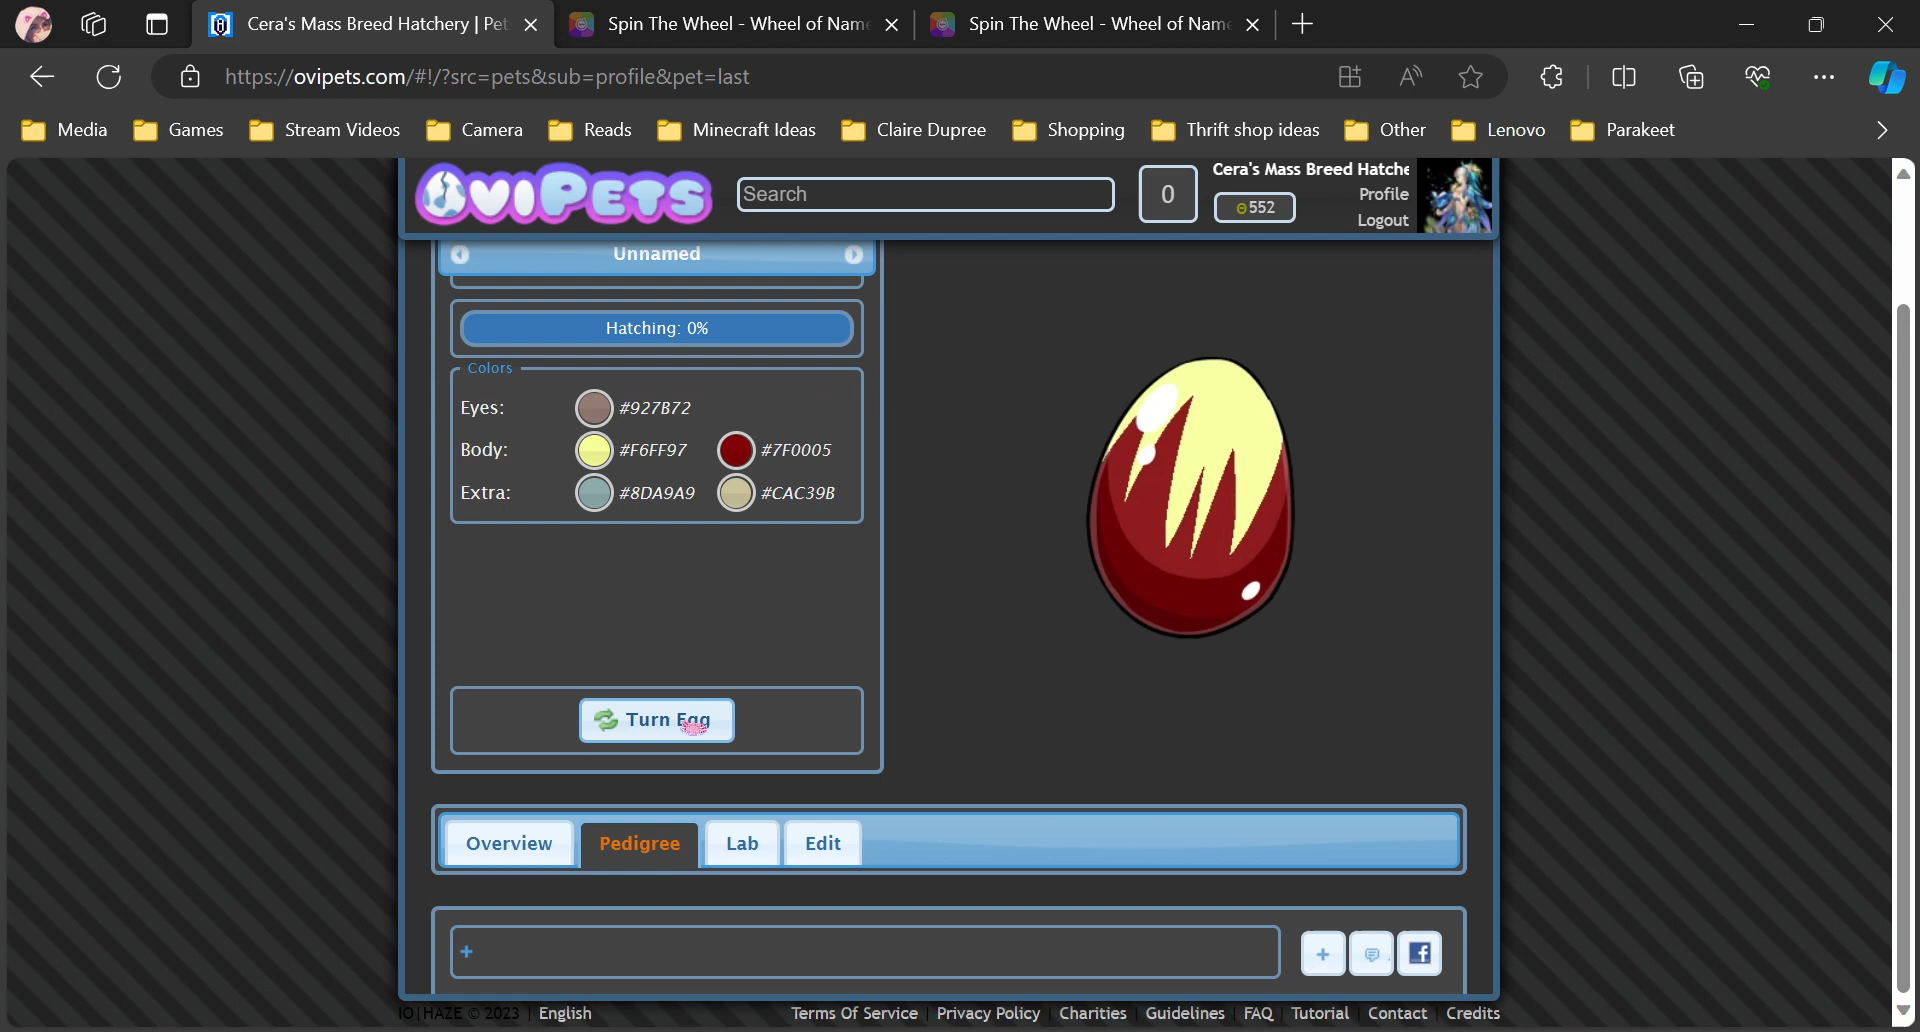 Cera's Mass Breed Hatchery | Pet
Spin The Wheel - Wheel of Name
Spin The Wheel - Wheel of Name
https://ovipets.com/#!/?src=pets&sub=profile&pet=last
Media
Games
Stream Videos
Camera
Reads
Minecraft Ideas
Claire Dupree
Shopping
Thrift shop ideas
Other
Lenovo
Parakeet
OviPets
Search
0
Cera's Mass Breed Hatche
552
Profile
Logout
Unnamed
Hatching: 0%
Colors
Eyes: #927B72
Body: #F6FF97 #7F0005
Extra: #8DA9A9 #CAC39B
Turn Egg
Overview
Pedigree
Lab
Edit
+
+
f
IO|HAZE © 2023
English
Terms Of Service
Privacy Policy
Charities
Guidelines
FAQ
Tutorial
Contact
Credits